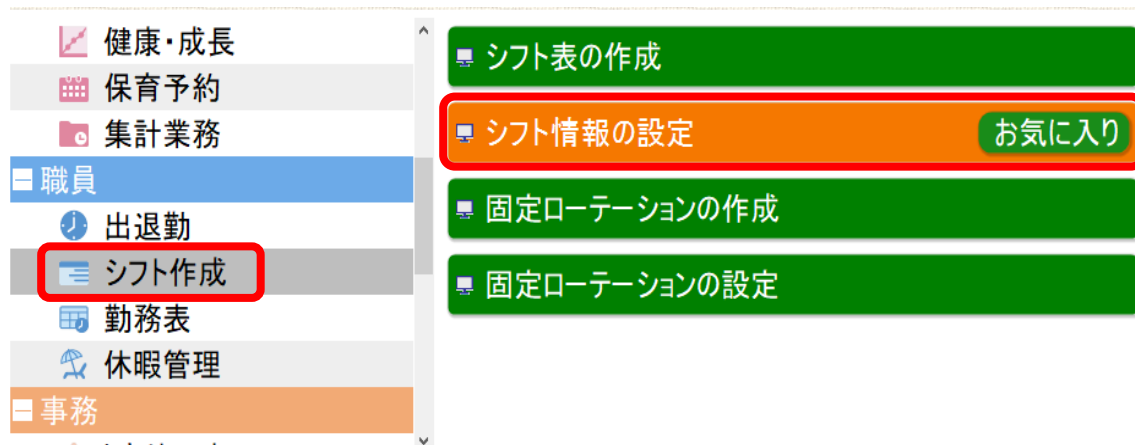 健康・成長
保育予約
集計業務
職員
出退勤
シフト作成
勤務表
休暇管理
事務
シフト表の作成
シフト情報の設定 お気に入り
固定ローテーションの作成
固定ローテーションの設定